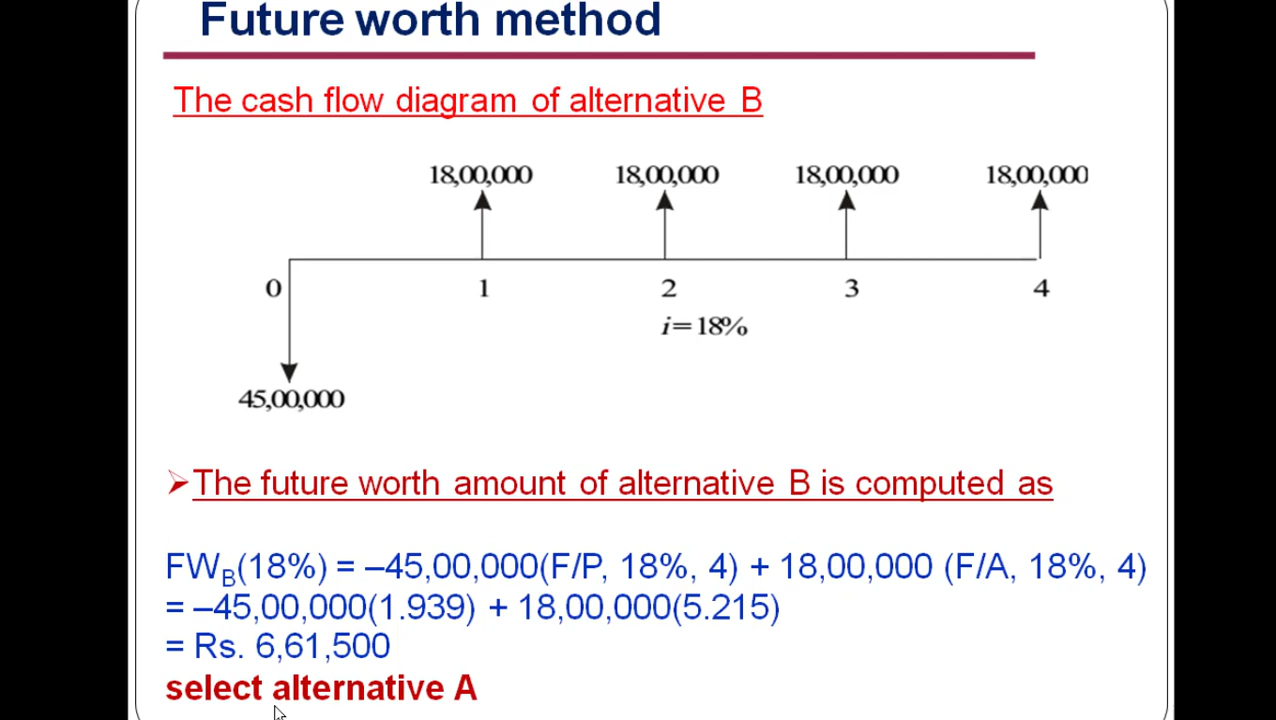 Future worth method
The cash flow diagram of alternative B
18,00,000 18,00,000 18,00,000 18,00,000
0 1 2 3 4
i=18%
45,00,000
➢The future worth amount of alternative B is computed as
FWB(18%) = –45,00,000(F/P, 18%, 4) + 18,00,000 (F/A, 18%, 4)
= –45,00,000(1.939) + 18,00,000(5.215)
= Rs. 6,61,500
select alternative A